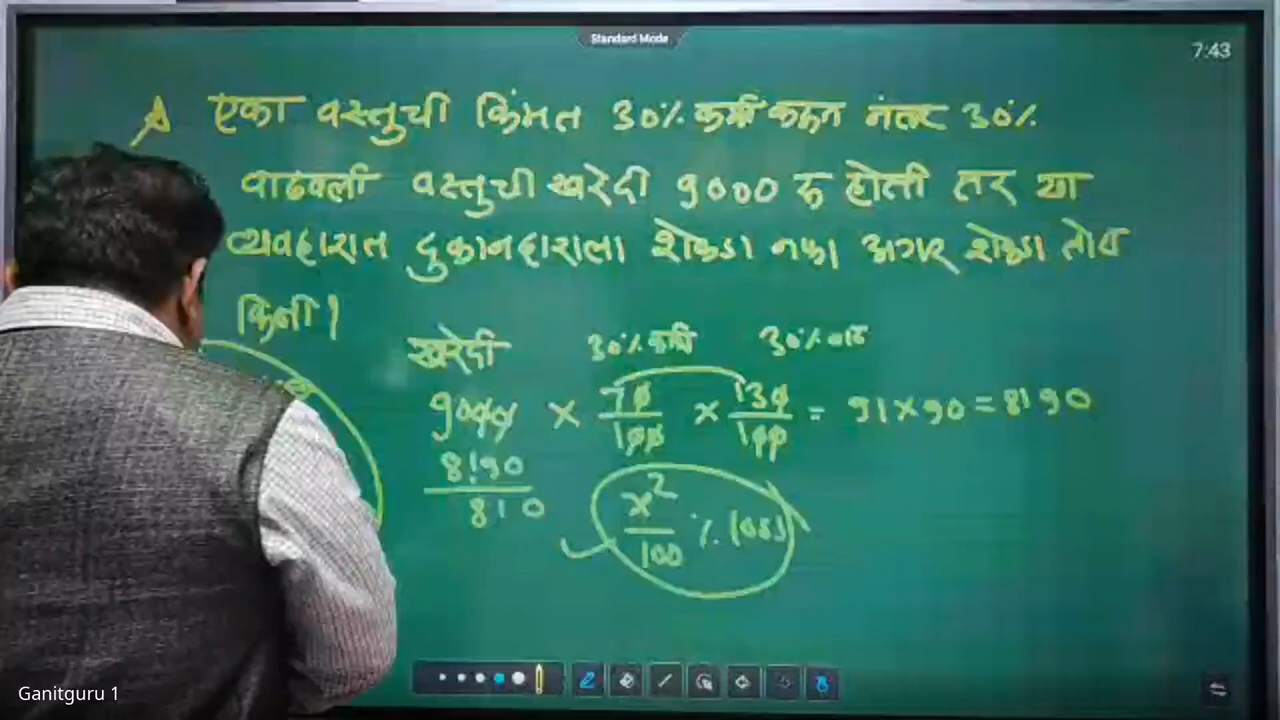 Standard Mode
7:43
एका वस्तुची किंमत 30% कमी करून नंतर 30%
वाढवली वस्तुची खरेदी 9000 रु होती तर या
व्यवहारात दुकानदाराला शेकडा नफा अगर शेकडा तोटा
किती?
खरेदी 30% कमी 30% वाढ
9000 × 70/100 × 130/100 = 91×90 = 8190
8190
810
x²/100 % loss
Ganitguru 1